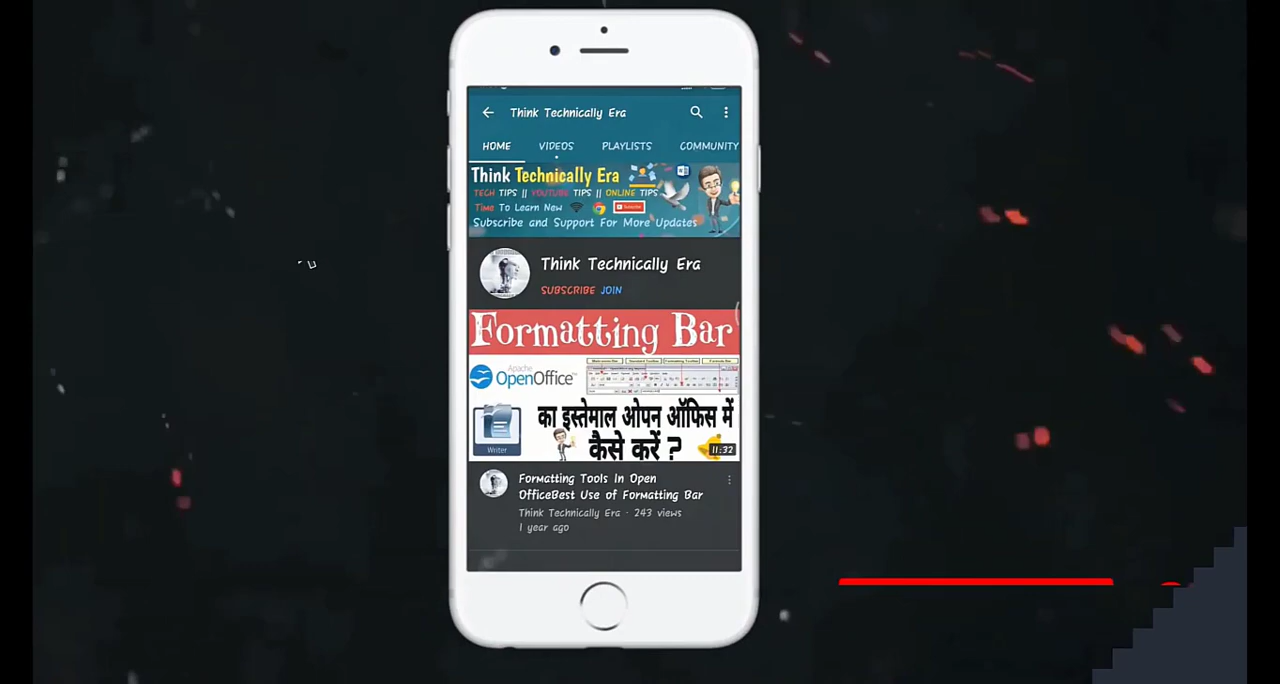 Think Technically Era
HOME VIDEOS PLAYLISTS COMMUNITY
Think Technically Era
TECH TIPS || YOUTUBE TIPS || ONLINE TIPS
Time To Learn New Subscribe
Subscribe and Support For More Updates
Think Technically Era
SUBSCRIBE JOIN
Formatting Bar
Apache
OpenOffice
का इस्तेमाल ओपन ऑफिस में
कैसे करें ?
Writer
11:32
Formatting Tools In Open
OfficeBest Use of Formatting Bar
Think Technically Era · 243 views
1 year ago